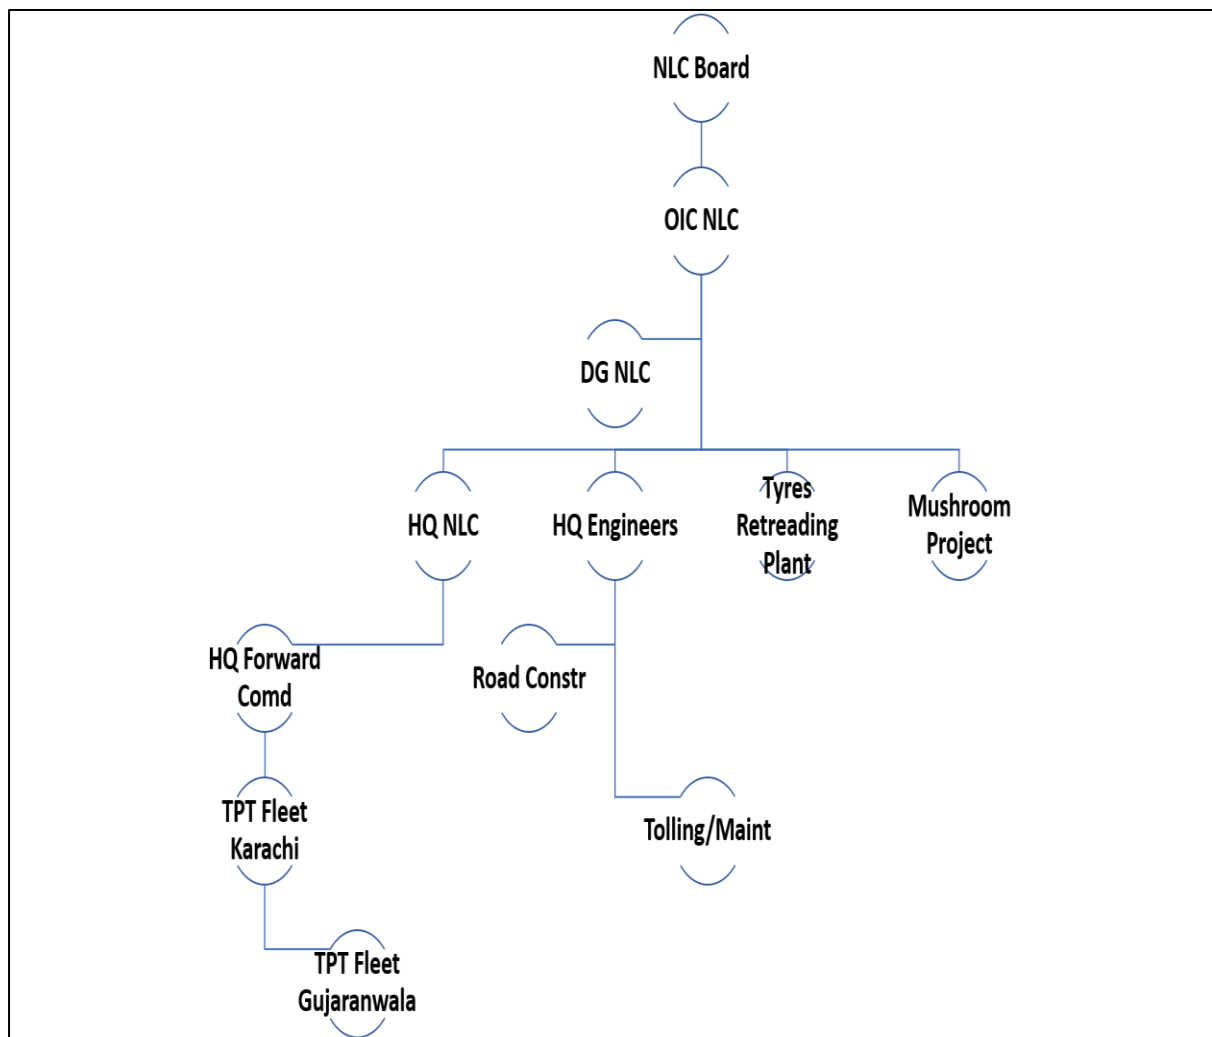 NLC Board
OIC NLC
DG NLC
HQ NLC
HQ Engineers
Tyres
Retreading
Plant
Mushroom
Project
HQ Forward
Comd
Road Constr
TPT Fleet
Karachi
Tolling/Maint
TPT Fleet
Gujaranwala